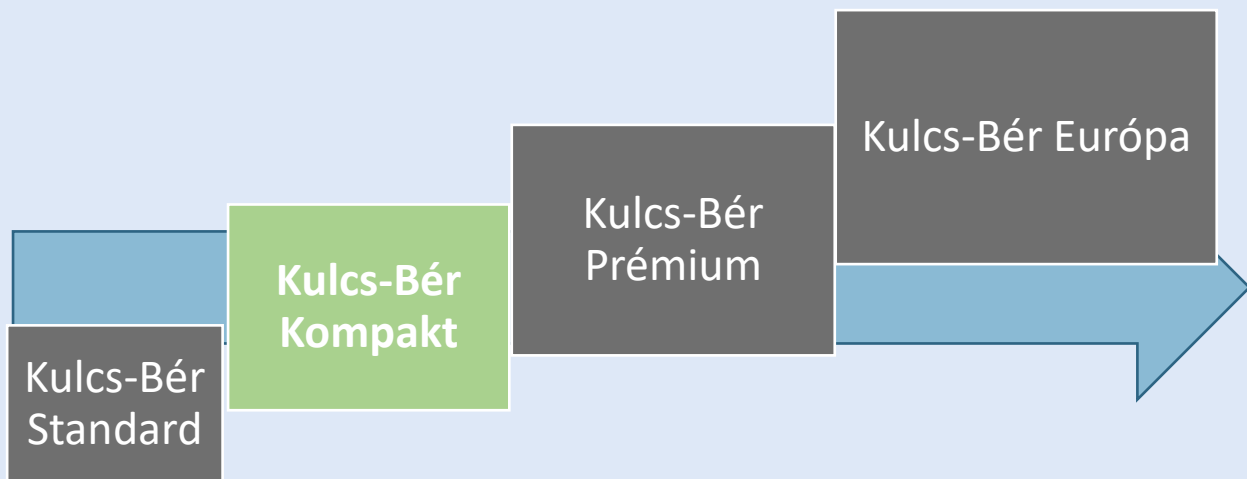 Kulcs-Bér
Standard
Kulcs-Bér
Kompakt
Kulcs-Bér
Prémium
Kulcs-Bér Európa